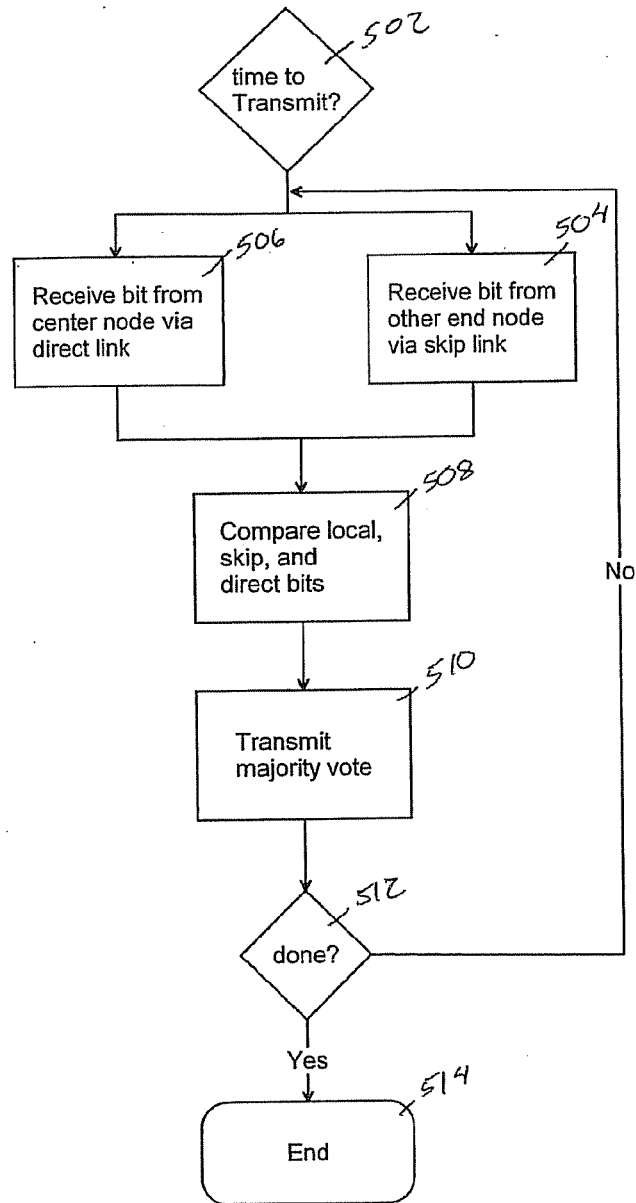 502
time to
Transmit?
506
504
Receive bit from
center node via
direct link
Receive bit from
other end node
via skip link
508
Compare local,
skip, and
direct bits
No
510
Transmit
majority vote
512
done?
Yes
514
End